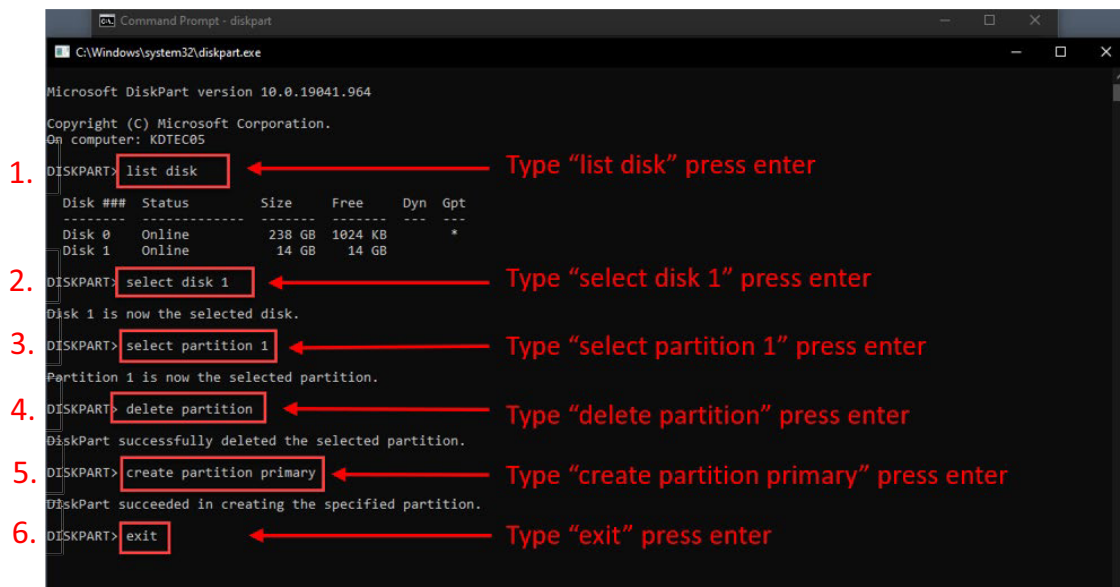 Command Prompt - diskpart
C:\Windows\system32\diskpart.exe
Microsoft DiskPart version 10.0.19041.964
Copyright (C) Microsoft Corporation.
On computer: KDTEC05
1. DISKPART> list disk Type “list disk” press enter
Disk ### Status Size Free Dyn Gpt
-------- ------------- ------- ------- --- ---
Disk 0 Online 238 GB 1024 KB *
Disk 1 Online 14 GB 14 GB
2. DISKPART> select disk 1 Type “select disk 1” press enter
Disk 1 is now the selected disk.
3. DISKPART> select partition 1 Type “select partition 1” press enter
Partition 1 is now the selected partition.
4. DISKPART> delete partition Type “delete partition” press enter
DiskPart successfully deleted the selected partition.
5. DISKPART> create partition primary Type “create partition primary” press enter
DiskPart succeeded in creating the specified partition.
6. DISKPART> exit Type “exit” press enter